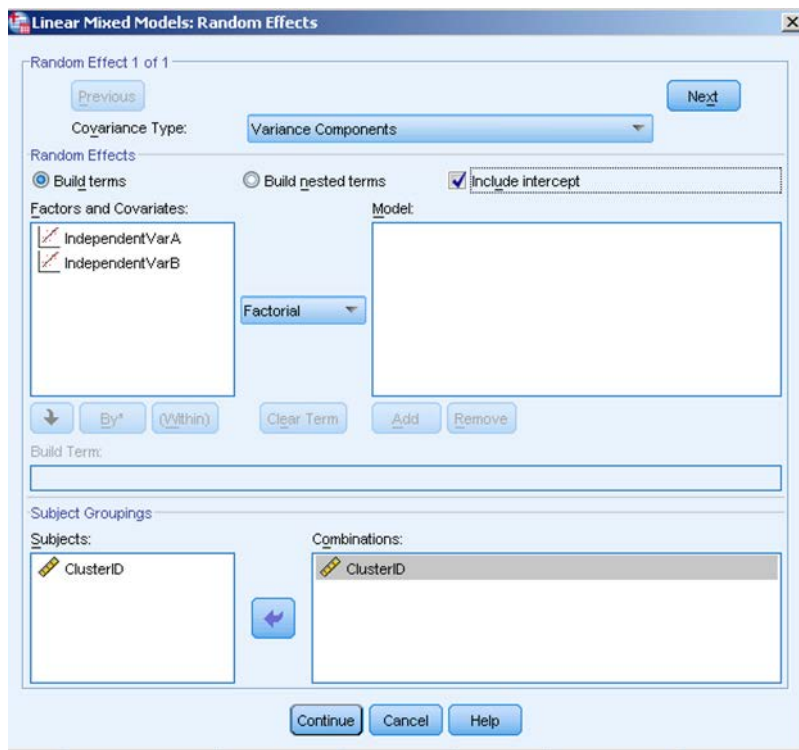 Linear Mixed Models: Random Effects
Random Effect 1 of 1
Previous
Next
Covariance Type:
Variance Components
Random Effects
Build terms
Build nested terms
Include intercept
Factors and Covariates:
Model:
IndependentVarA
IndependentVarB
Factorial
By*
(Within)
Clear Term
Add
Remove
Build Term:
Subject Groupings
Subjects:
Combinations:
ClusterID
ClusterID
Continue
Cancel
Help